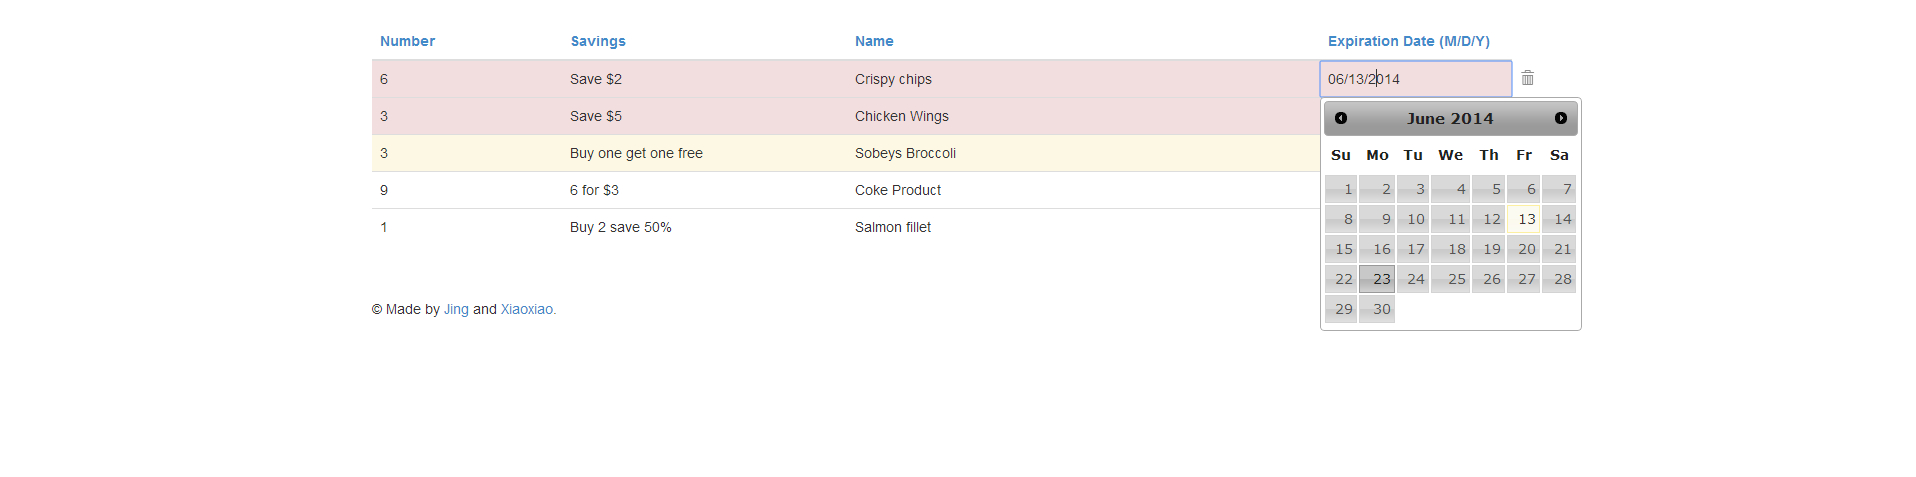 Number Savings Name Expiration Date (M/D/Y)
6 Save $2 Crispy chips 06/13/2014
3 Save $5 Chicken Wings
3 Buy one get one free Sobeys Broccoli
9 6 for $3 Coke Product
1 Buy 2 save 50% Salmon fillet
© Made by Jing and Xiaoxiao.
June 2014
Su Mo Tu We Th Fr Sa
1 2 3 4 5 6 7
8 9 10 11 12 13 14
15 16 17 18 19 20 21
22 23 24 25 26 27 28
29 30